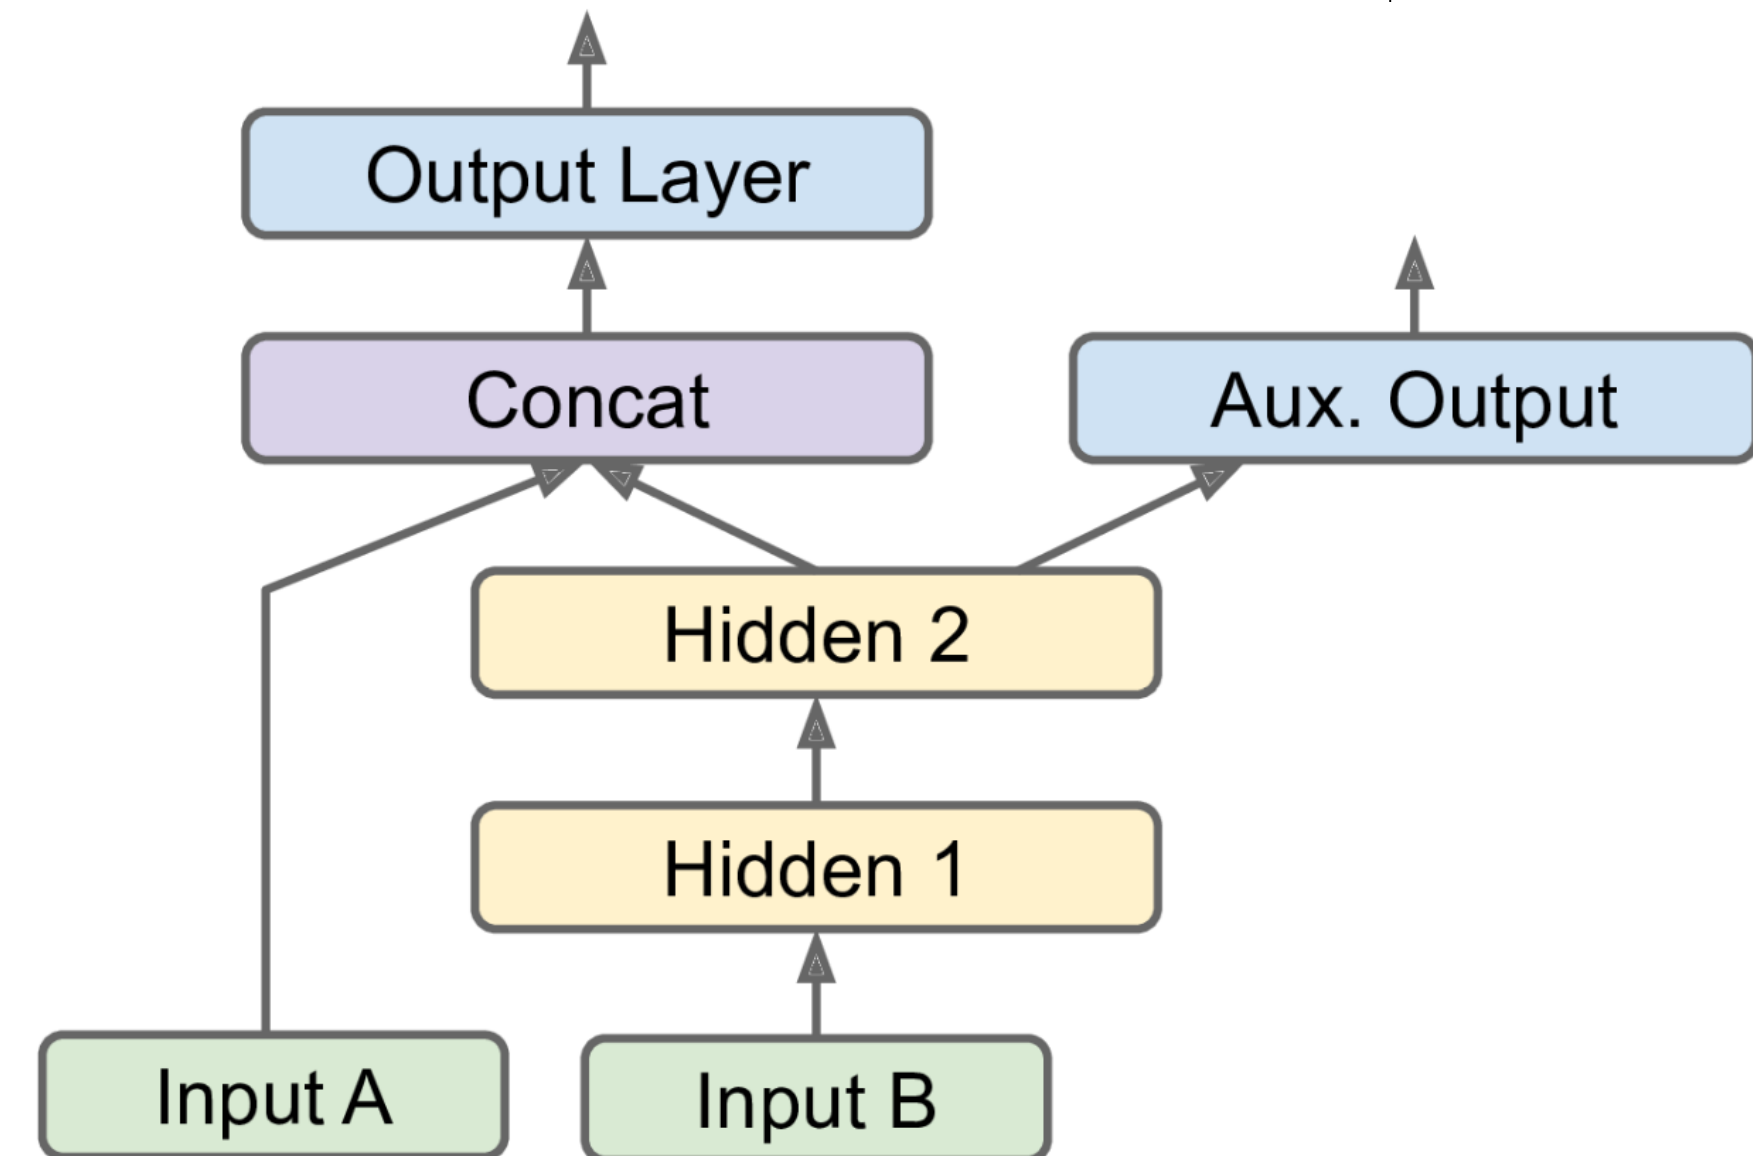 Output Layer
Concat
Aux. Output
Hidden 2
Hidden 1
Input A
Input B